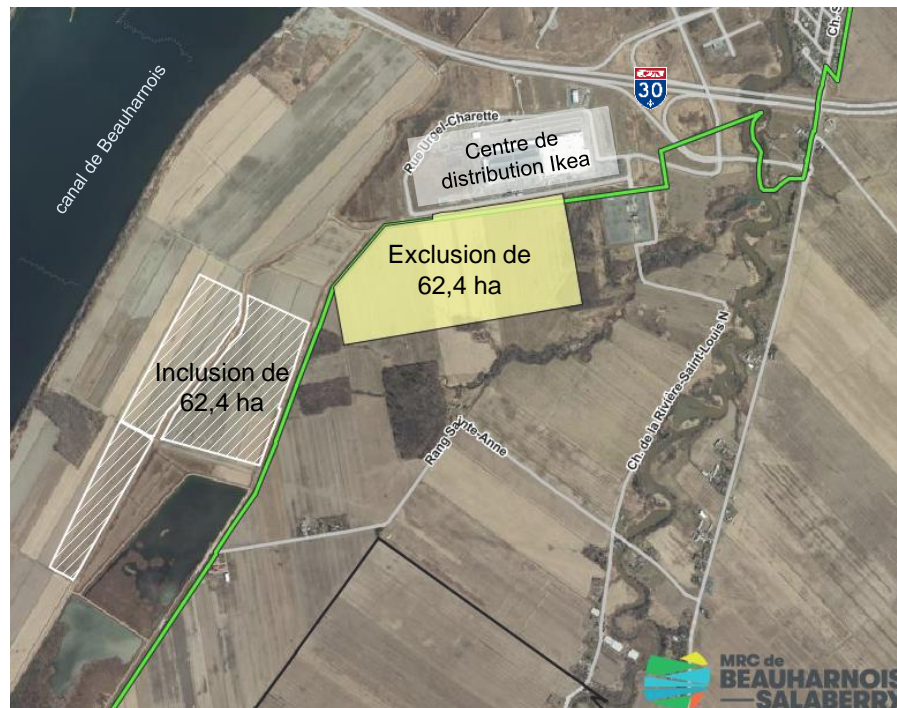 canal de Beauharnois
30
Rue Urgel-Charette
Centre de
distribution Ikea
Exclusion de
62,4 ha
Inclusion de
62,4 ha
Rang Sainte-Anne
Ch. de la Rivière-Saint-Louis N
Ch. S
MRC de
BEAUHARNOIS
SALABERRY